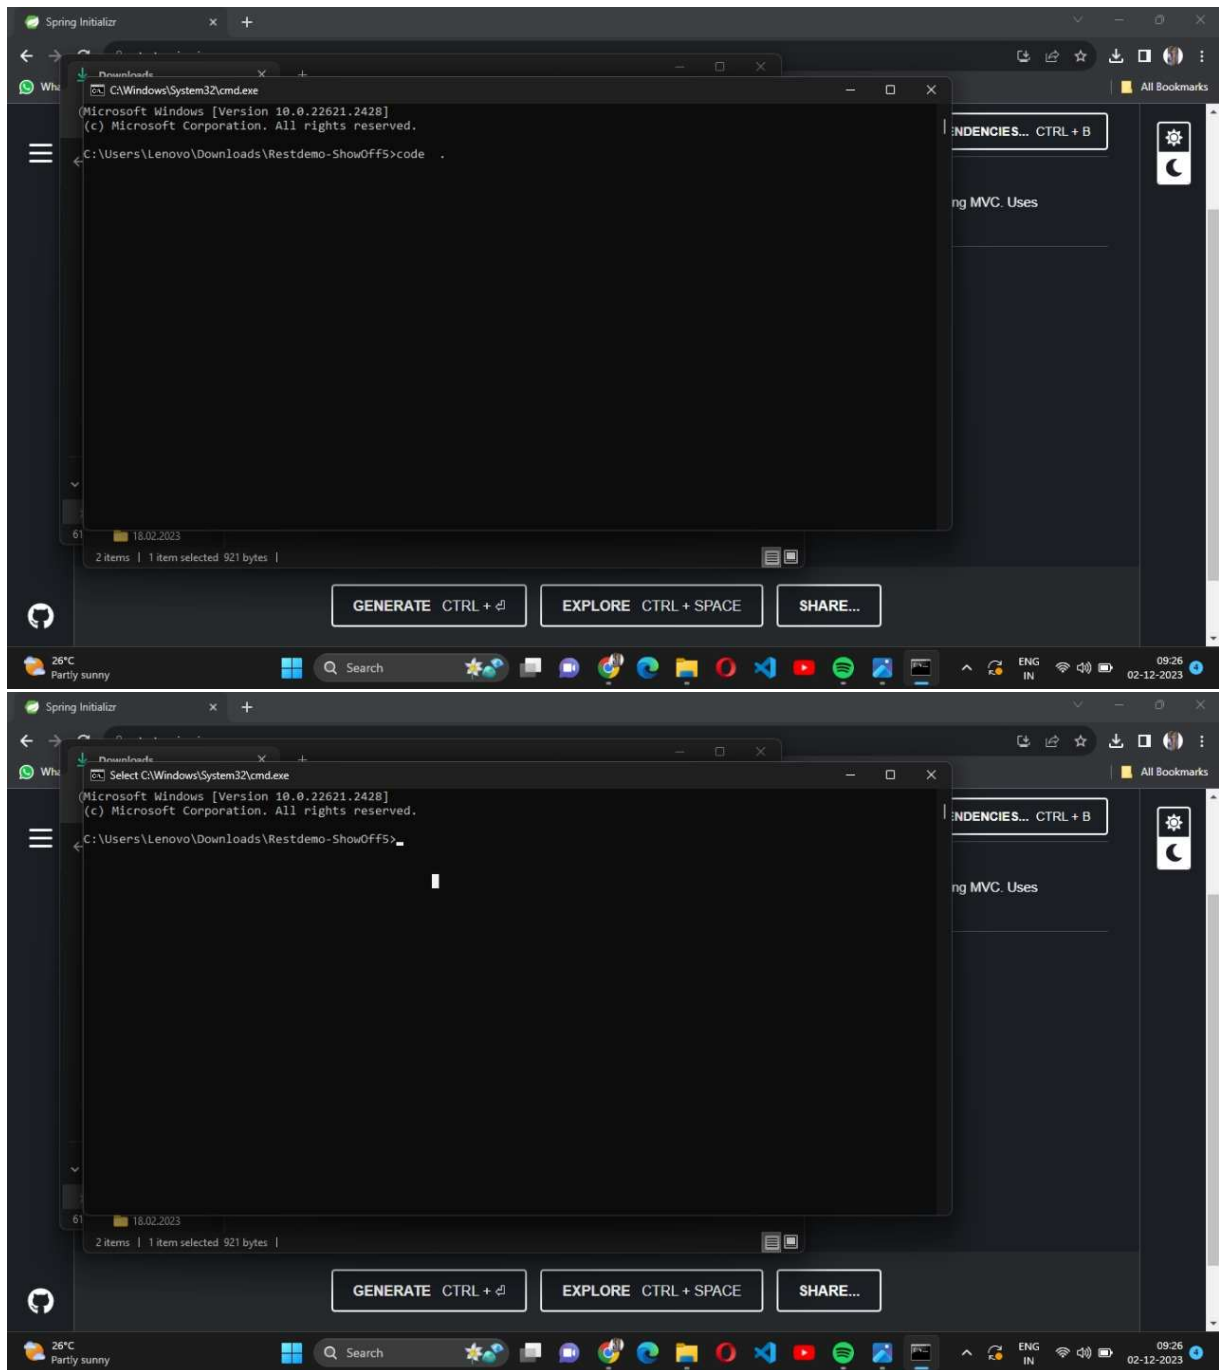 Spring Initializr
Downloads
C:\Windows\System32\cmd.exe
All Bookmarks
(Microsoft Windows [Version 10.0.22621.2428]
(c) Microsoft Corporation. All rights reserved.
C:\Users\Lenovo\Downloads\Restdemo-ShowOff5>code  .
NDENCIES... CTRL + B
ng MVC. Uses
61
18.02.2023
2 items | 1 item selected 921 bytes |
GENERATE CTRL + ⏎
EXPLORE CTRL + SPACE
SHARE...
26°C
Partly sunny
Search
ENG
IN
09:26
02-12-2023
4
Spring Initializr
Downloads
Select C:\Windows\System32\cmd.exe
All Bookmarks
(Microsoft Windows [Version 10.0.22621.2428]
(c) Microsoft Corporation. All rights reserved.
C:\Users\Lenovo\Downloads\Restdemo-ShowOff5>
NDENCIES... CTRL + B
ng MVC. Uses
61
18.02.2023
2 items | 1 item selected 921 bytes |
GENERATE CTRL + ⏎
EXPLORE CTRL + SPACE
SHARE...
26°C
Partly sunny
Search
ENG
IN
09:26
02-12-2023
4